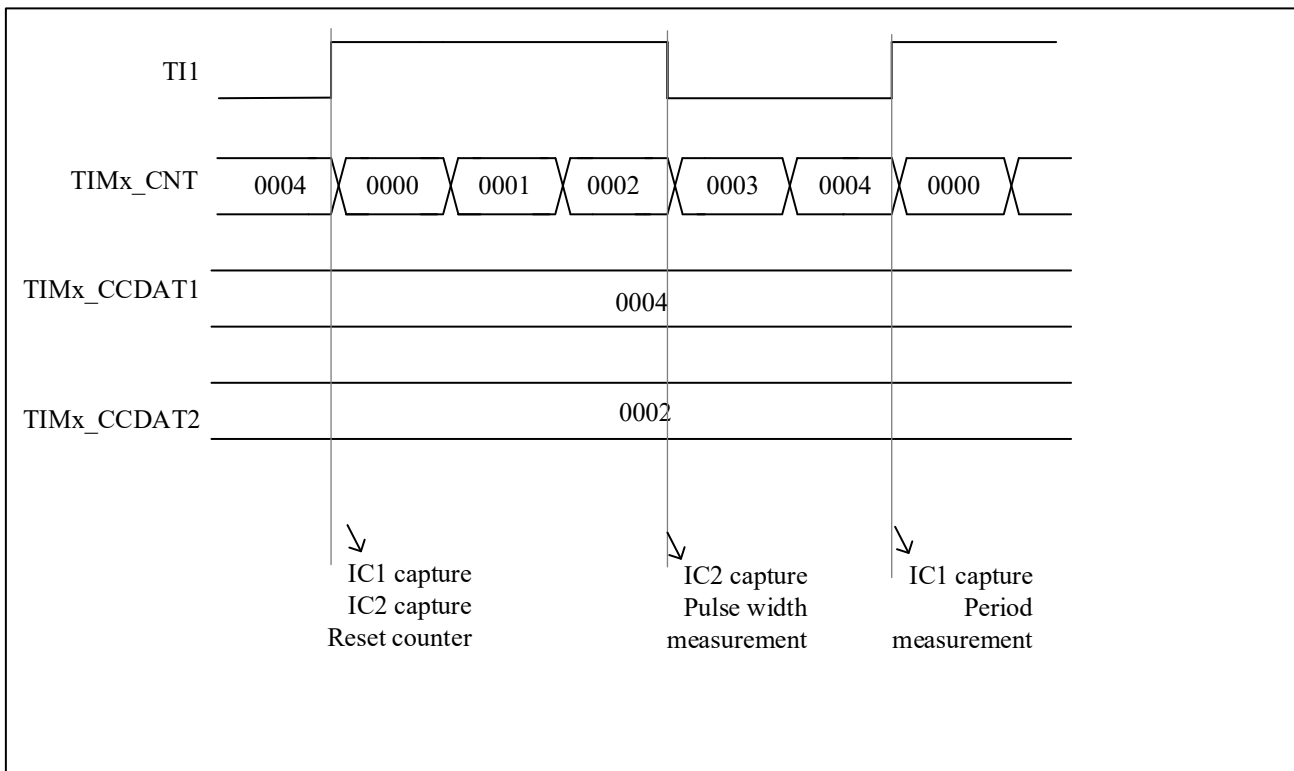 TI1
TIMx_CNT
0004 0000 0001 0002 0003 0004 0000
TIMx_CCDAT1
0004
TIMx_CCDAT2
0002
IC1 capture
IC2 capture
Reset counter
IC2 capture
Pulse width
measurement
IC1 capture
Period
measurement